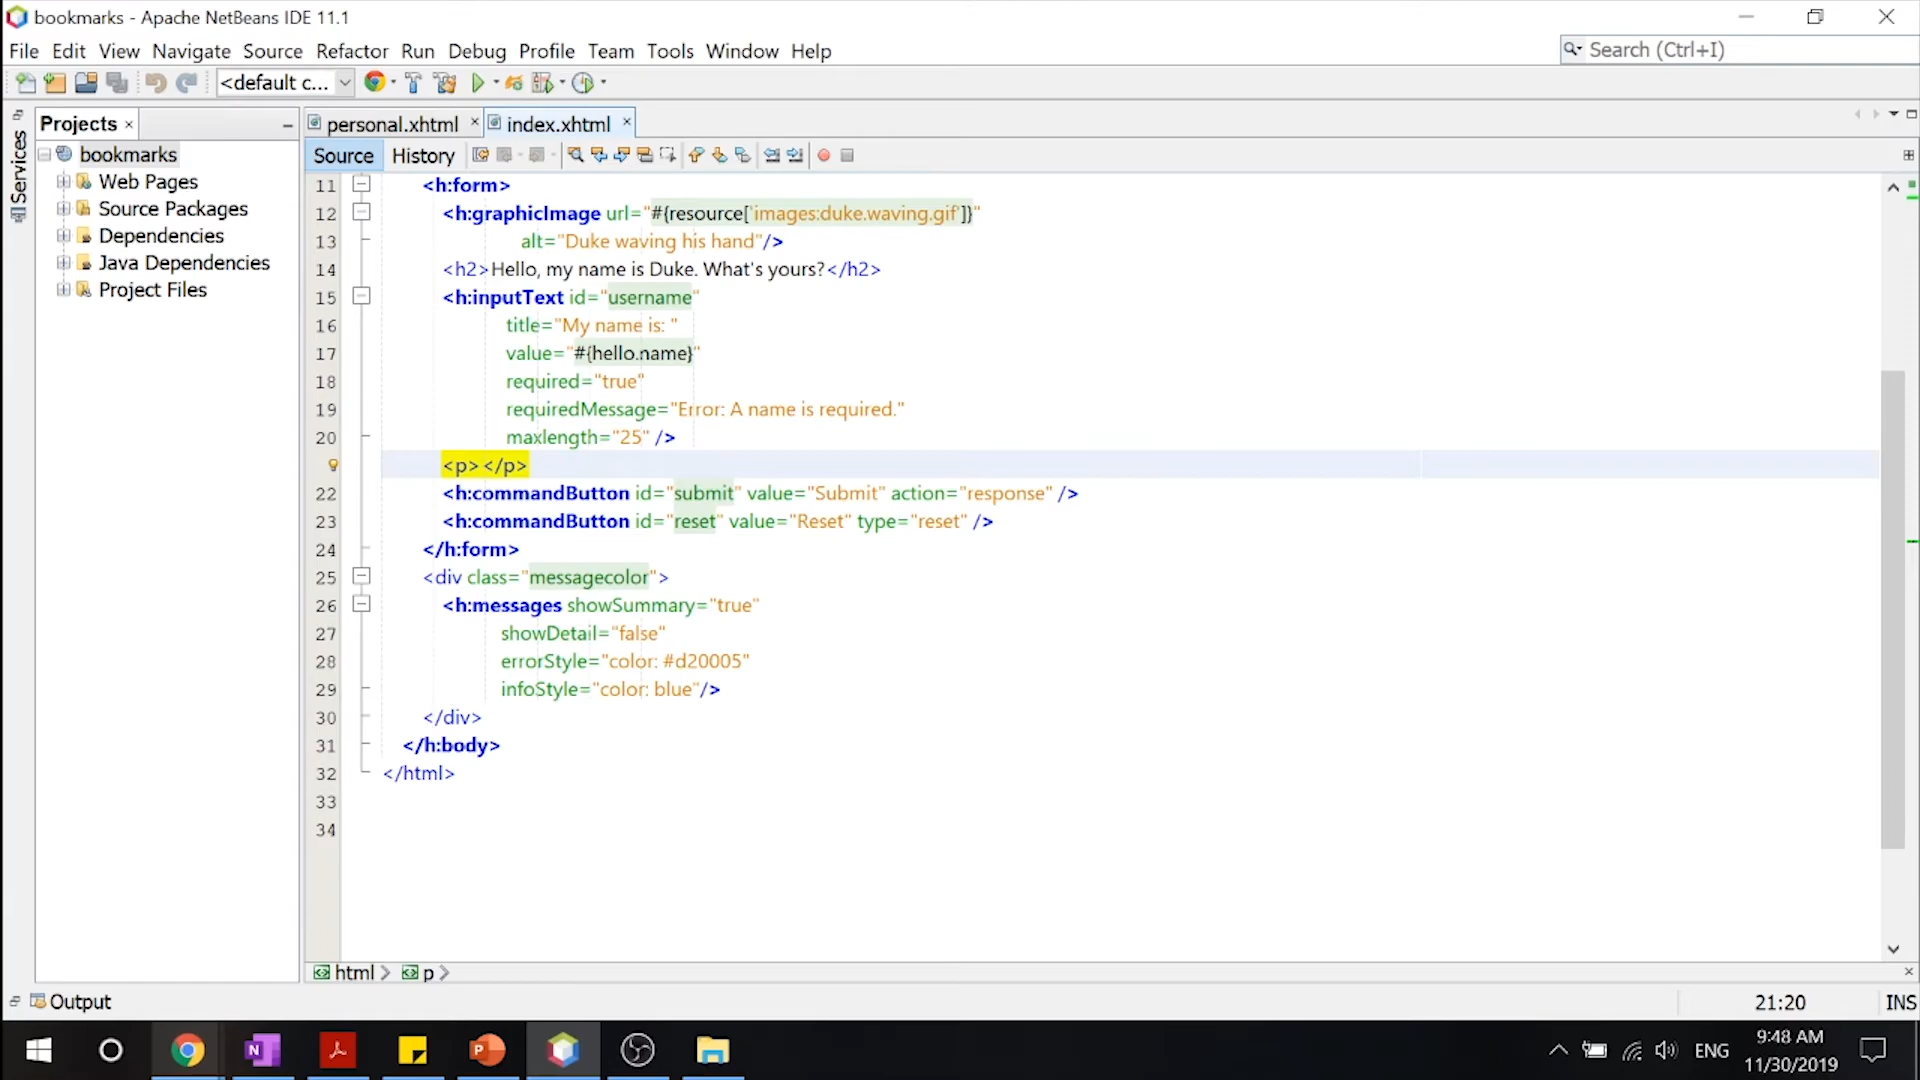 bookmarks - Apache NetBeans IDE 11.1
File Edit View Navigate Source Refactor Run Debug Profile Team Tools Window Help
Search (Ctrl+I)
<default c...
Services
Projects
bookmarks
Web Pages
Source Packages
Dependencies
Java Dependencies
Project Files
personal.xhtml index.xhtml
Source History
11 <h:form>
12 <h:graphicImage url="#{resource['images:duke.waving.gif']}"
13 alt="Duke waving his hand"/>
14 <h2>Hello, my name is Duke. What's yours?</h2>
15 <h:inputText id="username"
16 title="My name is: "
17 value="#{hello.name}"
18 required="true"
19 requiredMessage="Error: A name is required."
20 maxlength="25" />
<p></p>
22 <h:commandButton id="submit" value="Submit" action="response" />
23 <h:commandButton id="reset" value="Reset" type="reset" />
24 </h:form>
25 <div class="messagecolor">
26 <h:messages showSummary="true"
27 showDetail="false"
28 errorStyle="color: #d20005"
29 infoStyle="color: blue"/>
30 </div>
31 </h:body>
32 </html>
33
34
html p
Output
21:20 INS
N
P
ENG
9:48 AM
11/30/2019